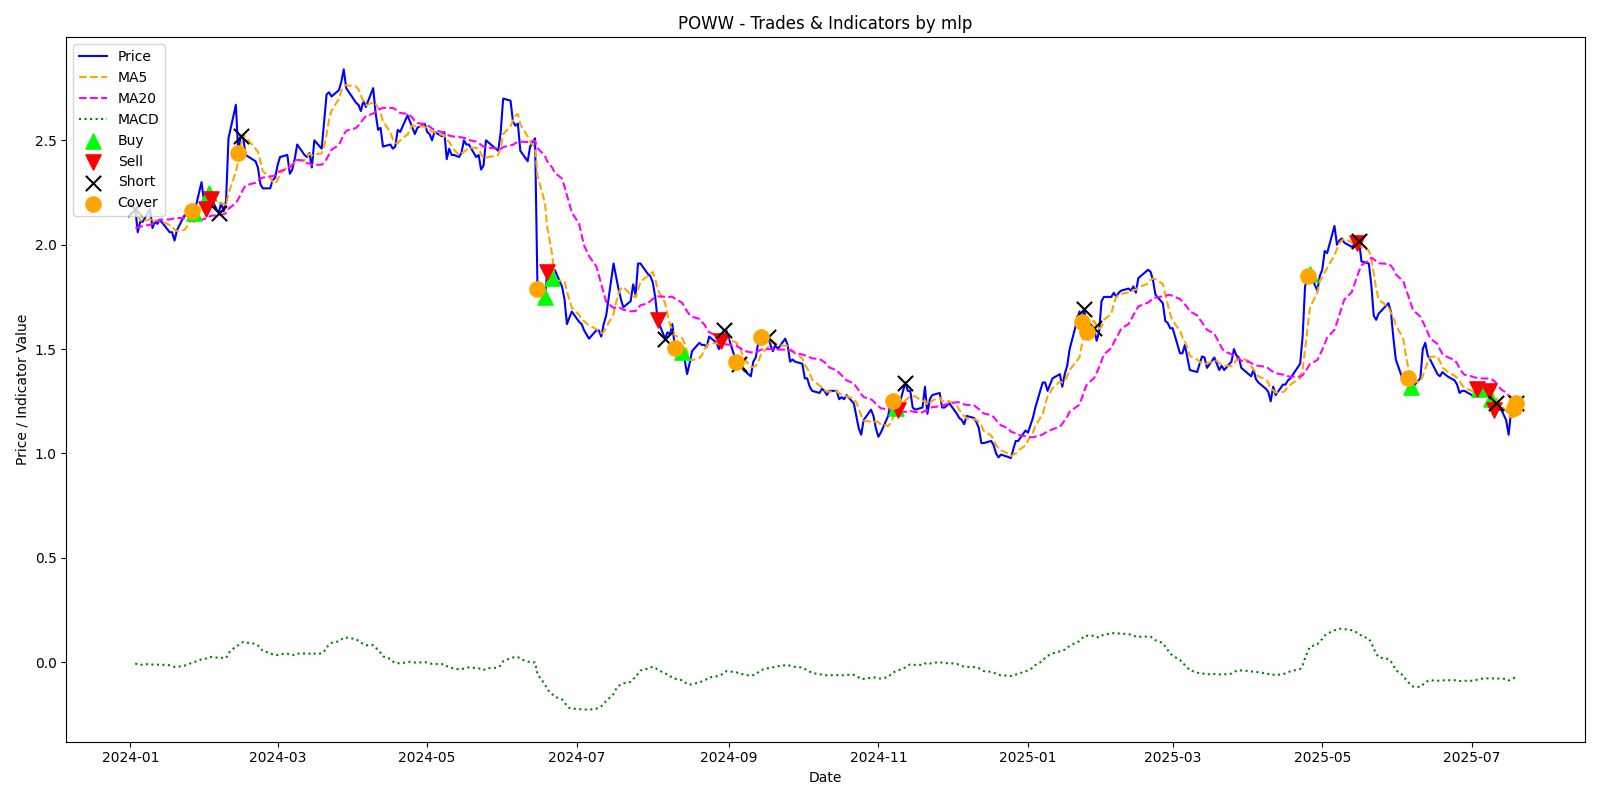 POWW - Trades & Indicators by mlp
Price
MA5
MA20
MACD
Buy
Sell
Short
Cover
Price / Indicator Value
2.5
2.0
1.5
1.0
0.5
0.0
2024-01
2024-03
2024-05
2024-07
2024-09
2024-11
2025-01
2025-03
2025-05
2025-07
Date